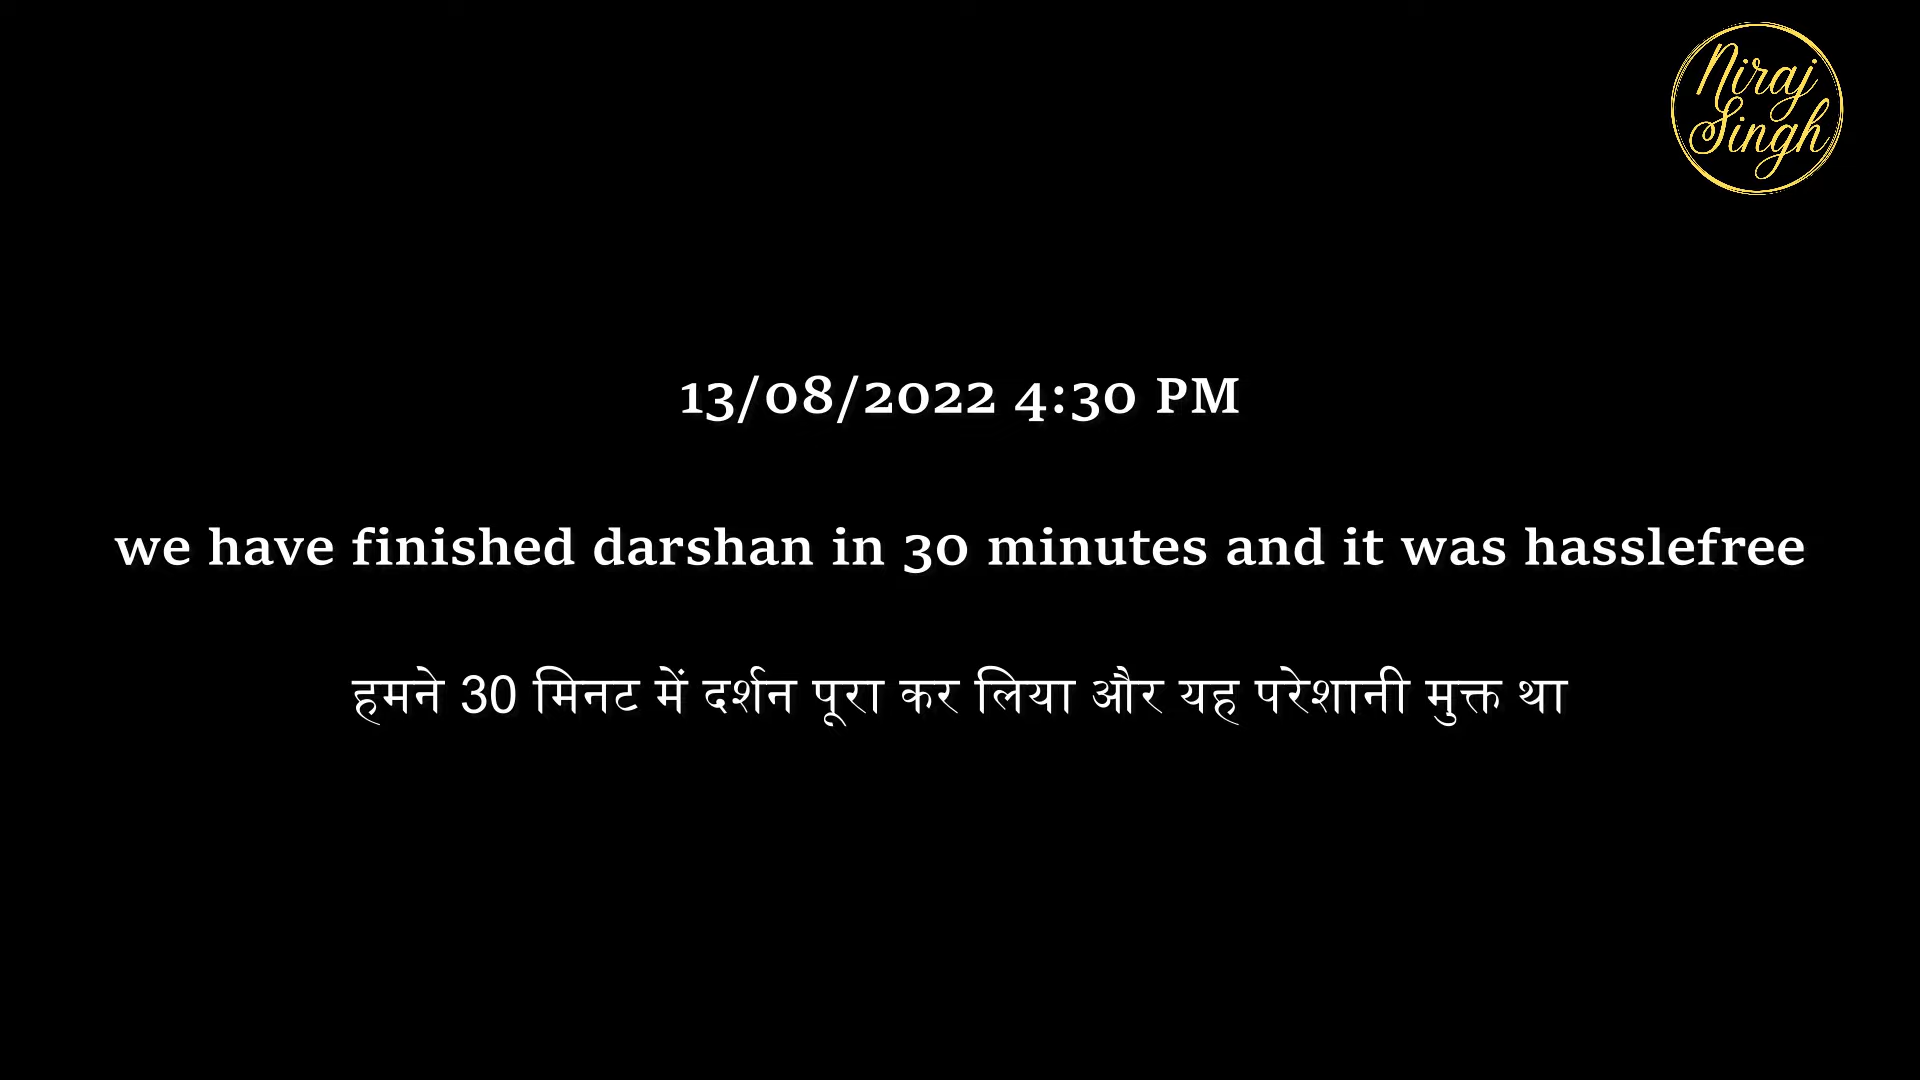 Niraj
Singh
13/08/2022 4:30 PM
we have finished darshan in 30 minutes and it was hasslefree
हमने 30 मिनट में दर्शन पूरा कर लिया और यह परेशानी मुक्त था